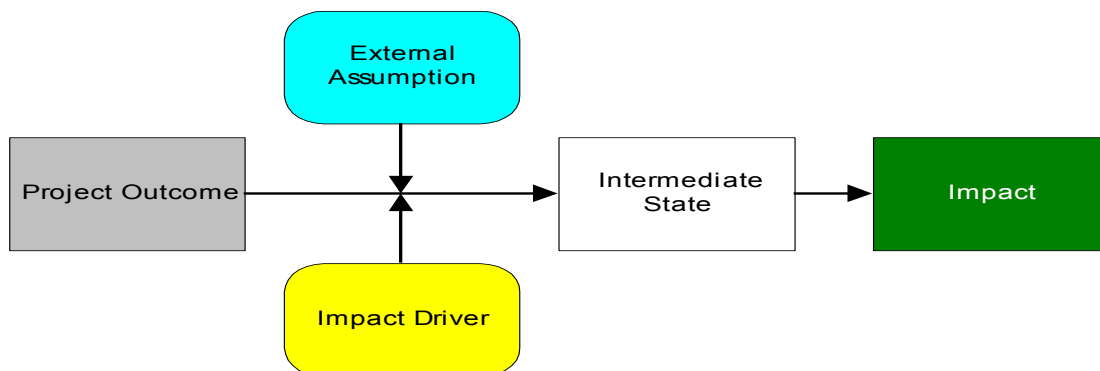 External
Assumption
Project Outcome
Intermediate
State
Impact
Impact Driver